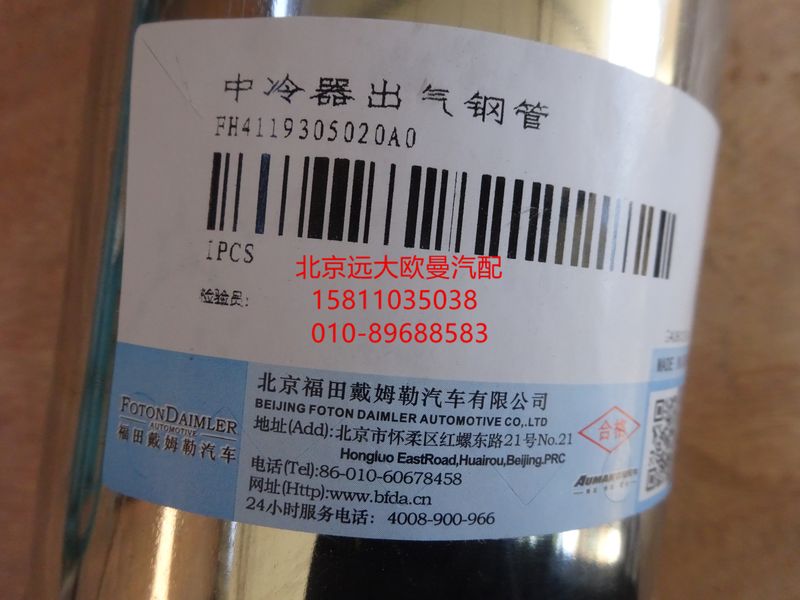 中冷器出气钢管
FH4119305020A0
1PCS
检验员:
北京远大欧曼汽配
15811035038
010-89688583
FOTONDAIMLER
AUTOMOTIVE
福田戴姆勒汽车
北京福田戴姆勒汽车有限公司
BEIJING FOTON DAIMLER AUTOMOTIVE CO,.LTD
地址(Add):北京市怀柔区红螺东路21号No.21
Hongluo EastRoad,Huairou,Beijing.PRC
电话(Tel):86-010-60678458
网址(Http):www.bfda.cn
24小时服务电话: 4008-900-966
合格
MADE